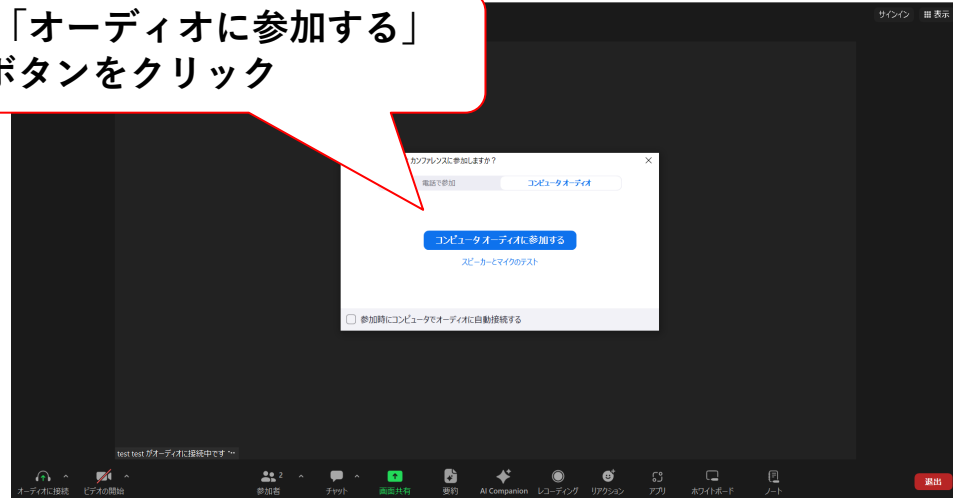 「オーディオに参加する」
ボタンをクリック
サインイン 表示
カンファレンスに参加しますか?
電話で参加 コンピュータ オーディオ
コンピュータ オーディオに参加する
スピーカーとマイクのテスト
参加時にコンピュータでオーディオに自動接続する
test test がオーディオに接続中です
2
オーディオに接続 ビデオの開始 参加者 チャット 画面共有 要約 AI Companion レコーディング リアクション アプリ ホワイトボード ノート 退出